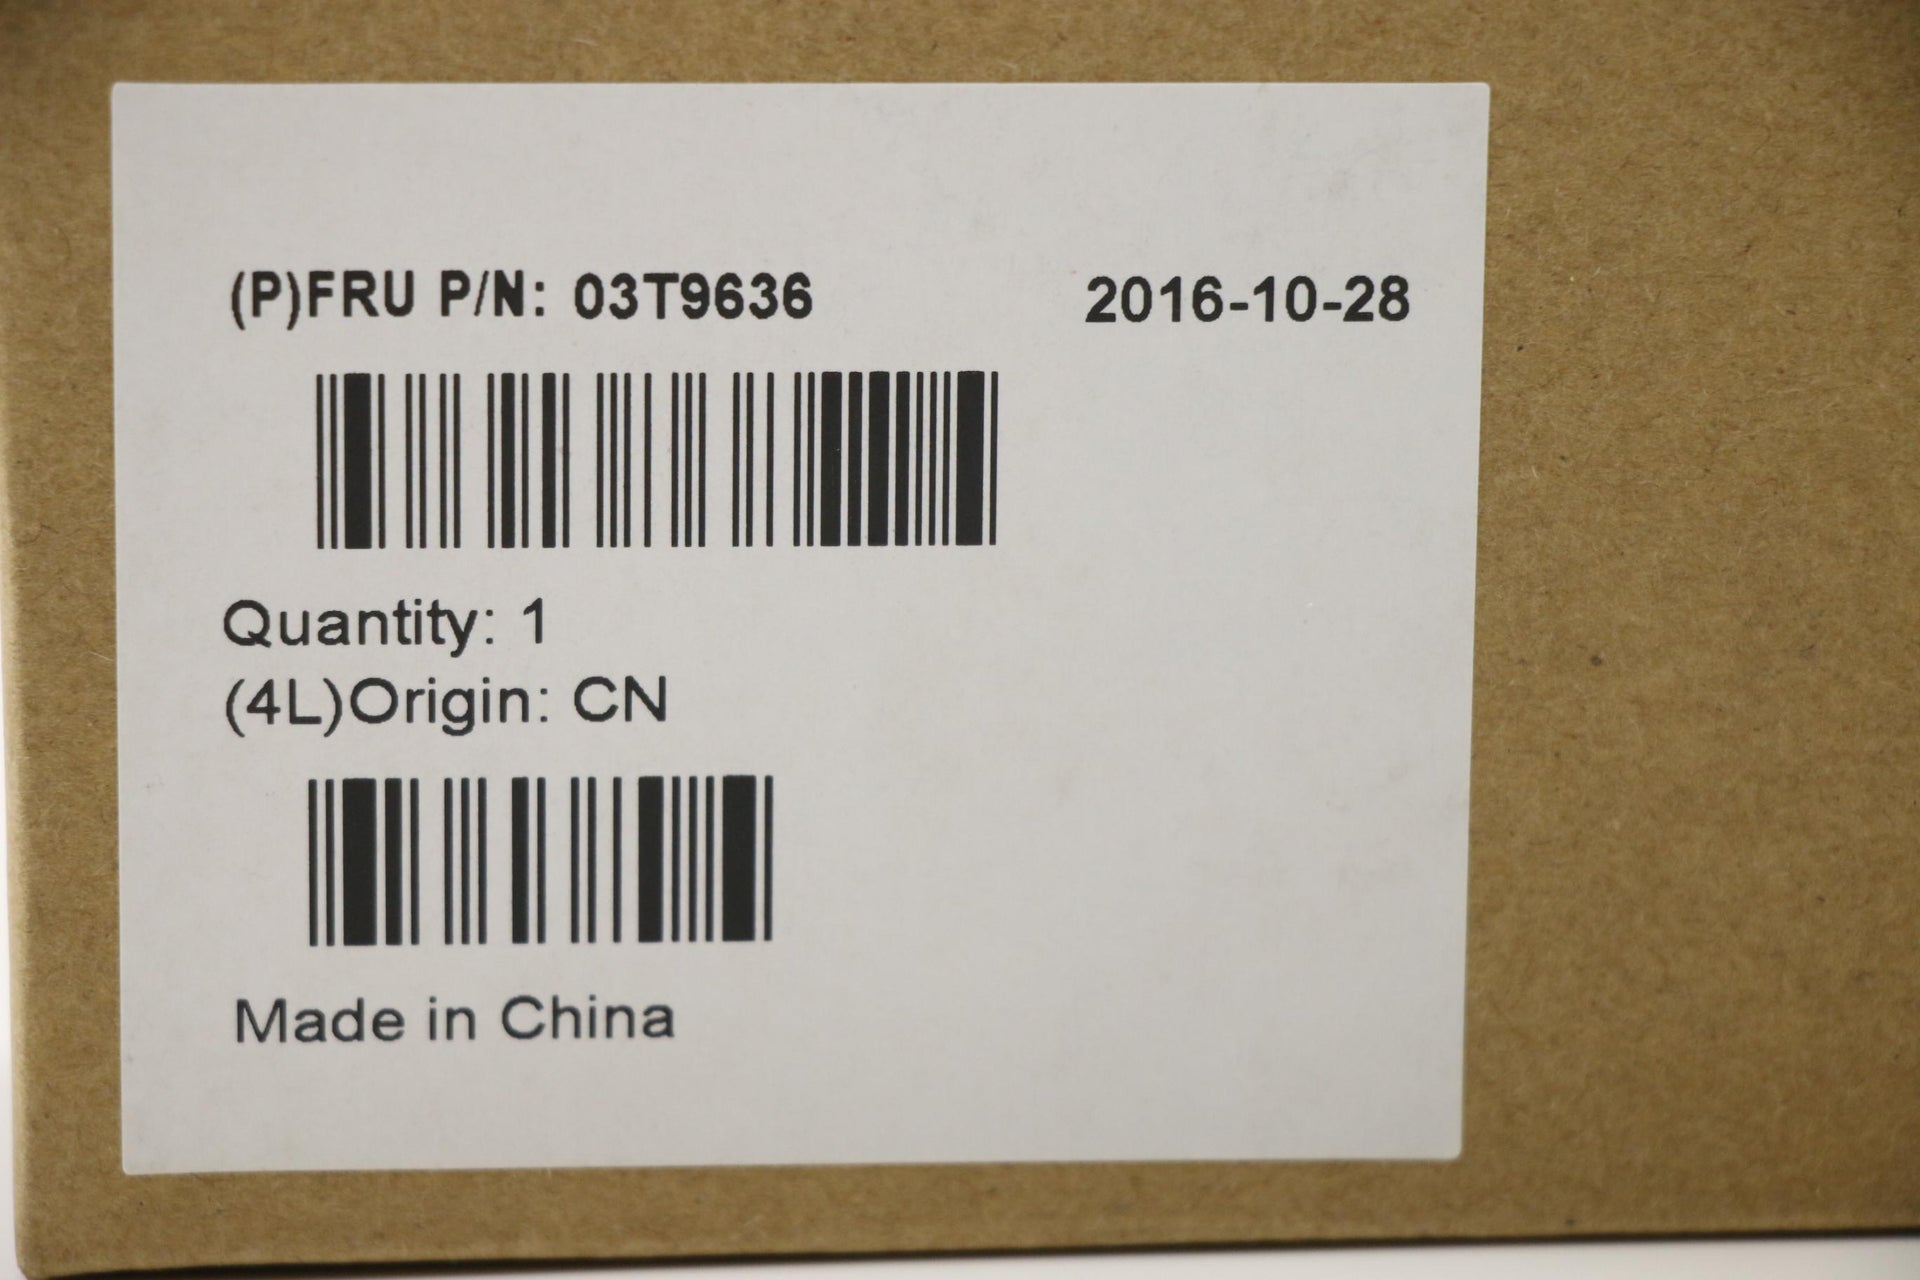 (P)FRU P/N: 03T9636 2016-10-28
Quantity: 1
(4L)Origin: CN
Made in China